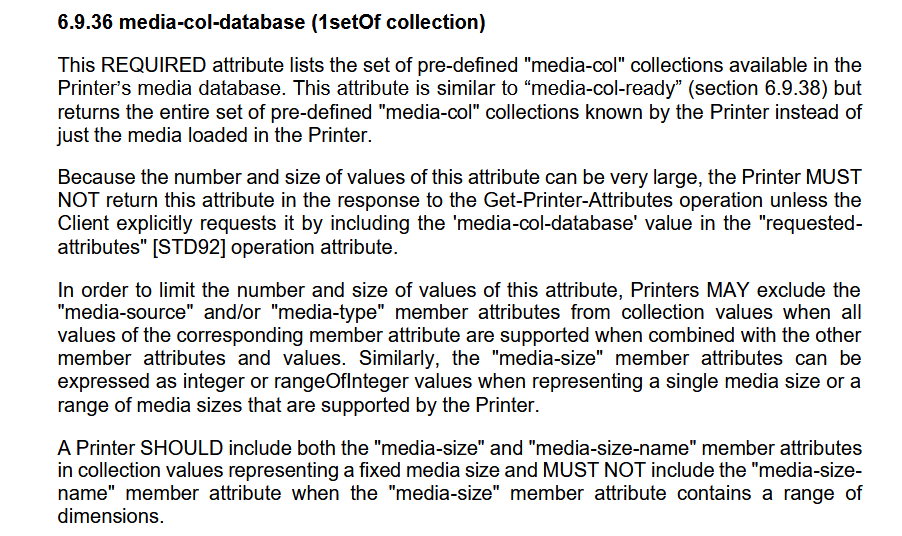 6.9.36 media-col-database (1setOf collection)
This REQUIRED attribute lists the set of pre-defined "media-col" collections available in the
Printer’s media database. This attribute is similar to “media-col-ready” (section 6.9.38) but
returns the entire set of pre-defined "media-col" collections known by the Printer instead of
just the media loaded in the Printer.
Because the number and size of values of this attribute can be very large, the Printer MUST
NOT return this attribute in the response to the Get-Printer-Attributes operation unless the
Client explicitly requests it by including the 'media-col-database' value in the "requested-
attributes" [STD92] operation attribute.
In order to limit the number and size of values of this attribute, Printers MAY exclude the
"media-source" and/or "media-type" member attributes from collection values when all
values of the corresponding member attribute are supported when combined with the other
member attributes and values. Similarly, the "media-size" member attributes can be
expressed as integer or rangeOfInteger values when representing a single media size or a
range of media sizes that are supported by the Printer.
A Printer SHOULD include both the "media-size" and "media-size-name" member attributes
in collection values representing a fixed media size and MUST NOT include the "media-size-
name" member attribute when the "media-size" member attribute contains a range of
dimensions.